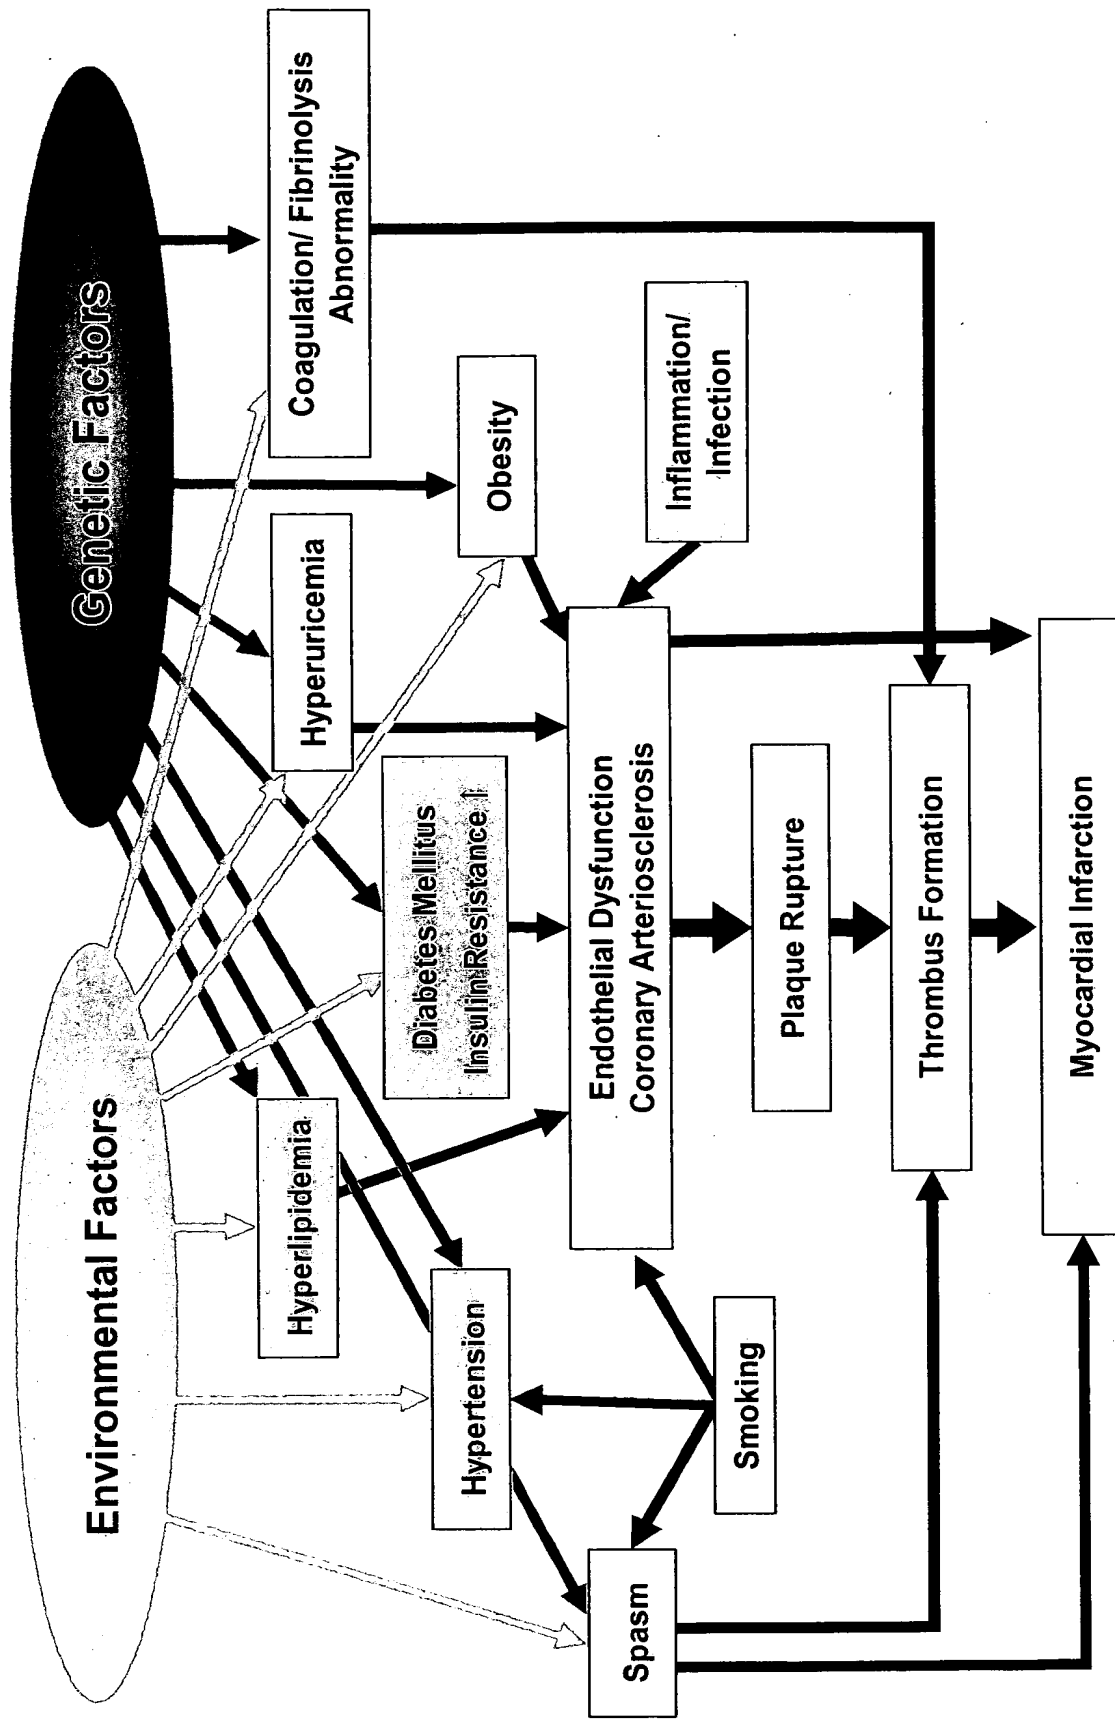 Environmental Factors
Genetic Factors
Hyperlipidemia
Hyperuricemia
Coagulation/ Fibrinolysis
Abnormality
Diabetes Mellitus
Insulin Resistance ↑
Hypertension
Obesity
Spasm
Endothelial Dysfunction
Coronary Arteriosclerosis
Inflammation/
Infection
Smoking
Plaque Rupture
Thrombus Formation
Myocardial Infarction